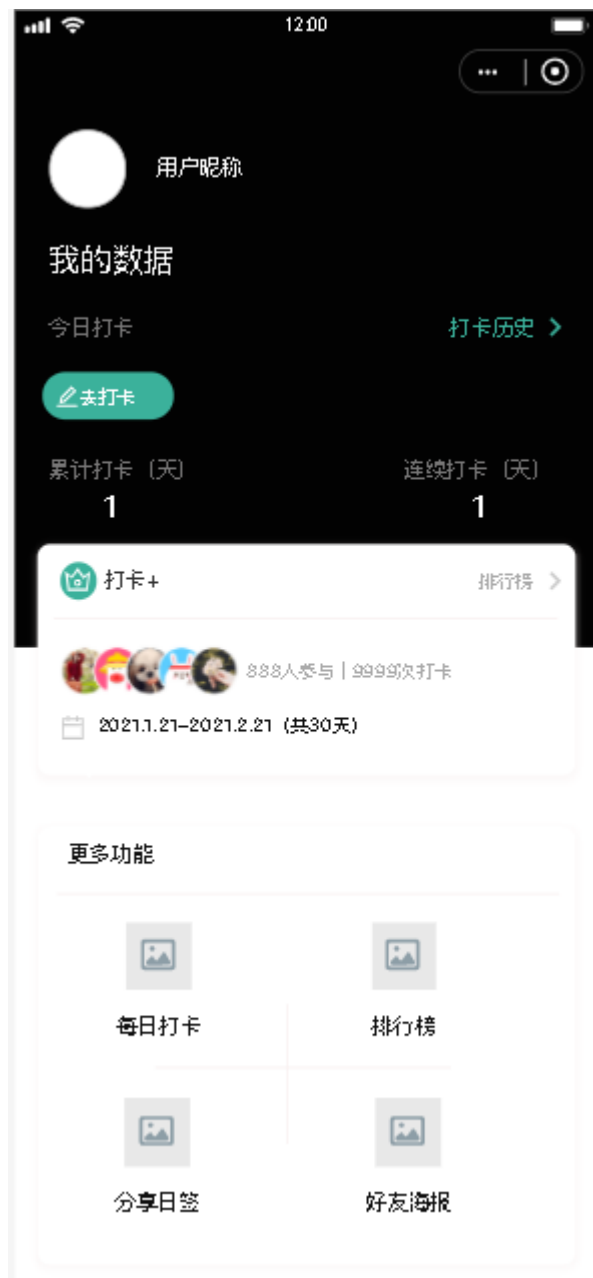 12:00
用户昵称
我的数据
今日打卡
打卡历史
去打卡
累计打卡（天）
连续打卡（天）
1
1
打卡+
排行榜
888人参与 | 9999次打卡
2021.1.21-2021.2.21（共30天）
更多功能
每日打卡
排行榜
分享日签
好友海报